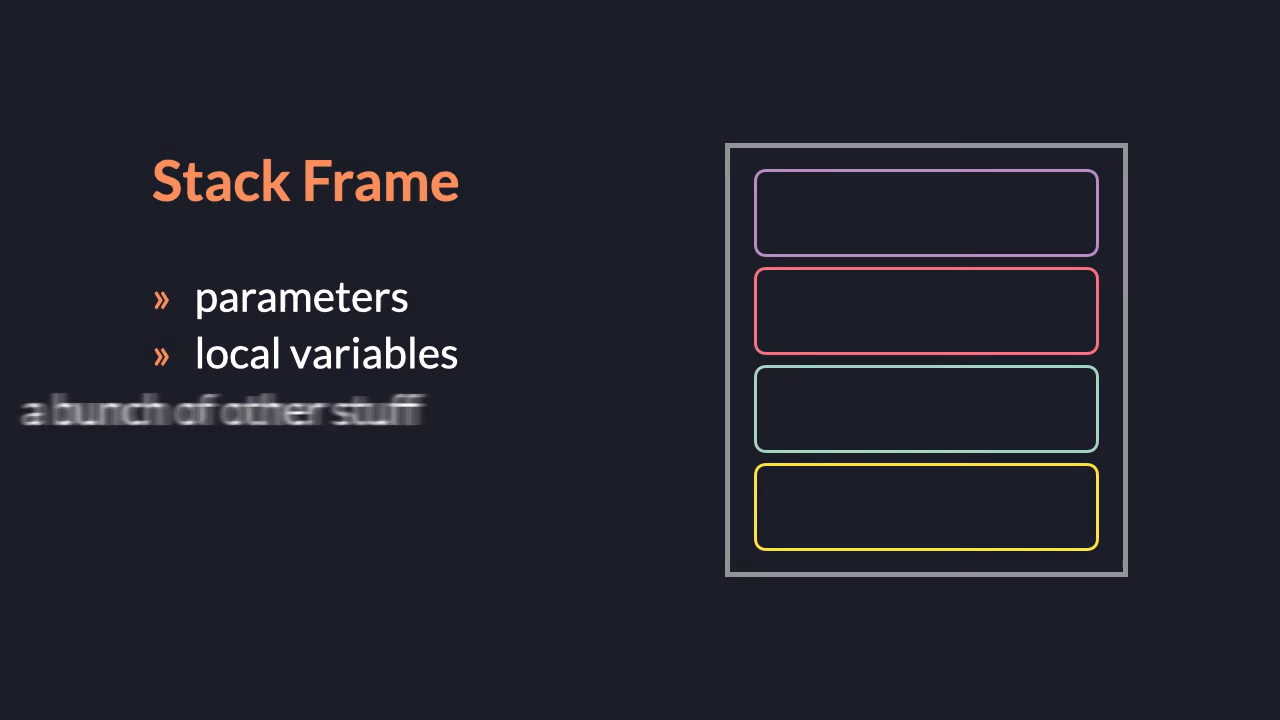 Stack Frame
» parameters
» local variables
a bunch of other stuff